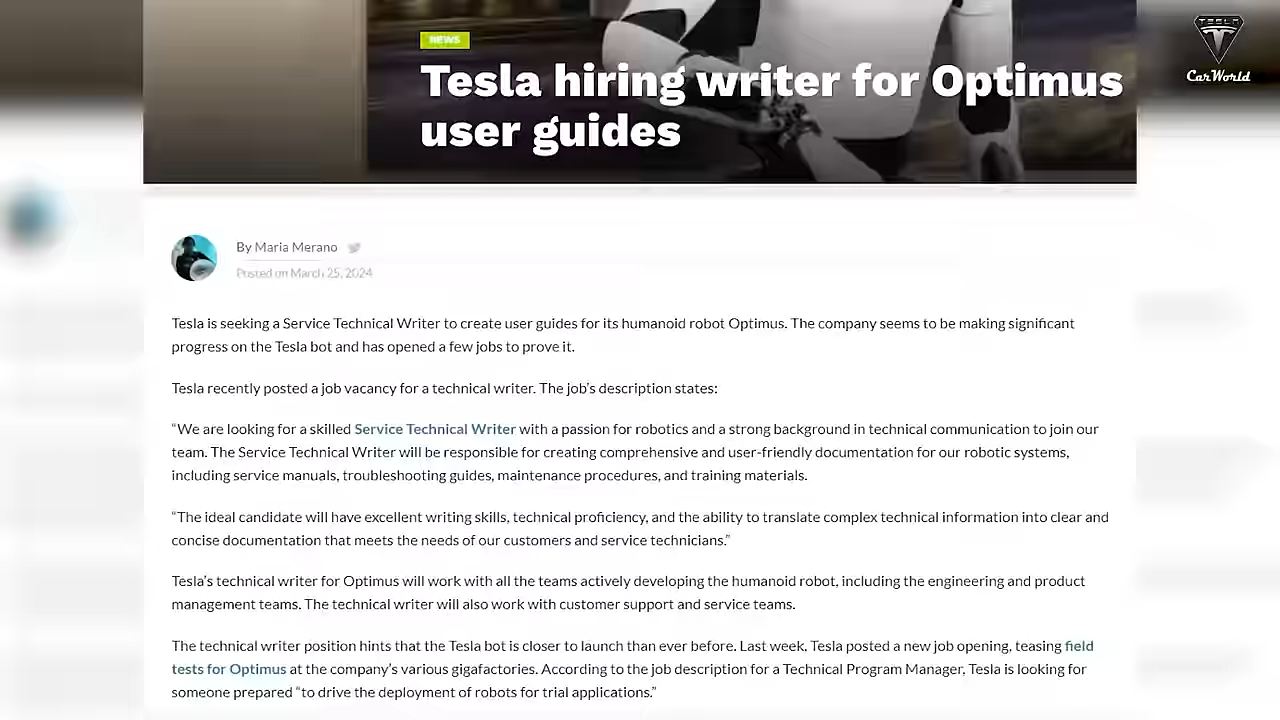 NEWS
Tesla hiring writer for Optimus
user guides
TESLA
CarWorld
By Maria Merano
Posted on March 25, 2024
Tesla is seeking a Service Technical Writer to create user guides for its humanoid robot Optimus. The company seems to be making significant
progress on the Tesla bot and has opened a few jobs to prove it.
Tesla recently posted a job vacancy for a technical writer. The job’s description states:
“We are looking for a skilled Service Technical Writer with a passion for robotics and a strong background in technical communication to join our
team. The Service Technical Writer will be responsible for creating comprehensive and user-friendly documentation for our robotic systems,
including service manuals, troubleshooting guides, maintenance procedures, and training materials.
“The ideal candidate will have excellent writing skills, technical proficiency, and the ability to translate complex technical information into clear and
concise documentation that meets the needs of our customers and service technicians.”
Tesla’s technical writer for Optimus will work with all the teams actively developing the humanoid robot, including the engineering and product
management teams. The technical writer will also work with customer support and service teams.
The technical writer position hints that the Tesla bot is closer to launch than ever before. Last week, Tesla posted a new job opening, teasing field
tests for Optimus at the company’s various gigafactories. According to the job description for a Technical Program Manager, Tesla is looking for
someone prepared “to drive the deployment of robots for trial applications.”